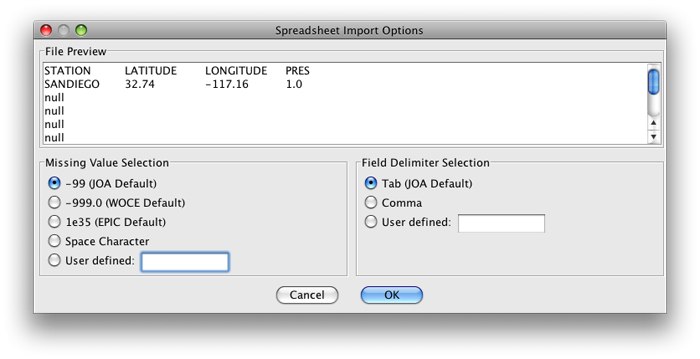 Spreadsheet Import Options
File Preview
STATION LATITUDE LONGITUDE PRES
SANDIEGO 32.74 -117.16 1.0
null
null
null
null
Missing Value Selection
-99 (JOA Default)
-999.0 (WOCE Default)
1e35 (EPIC Default)
Space Character
User defined:
Field Delimiter Selection
Tab (JOA Default)
Comma
User defined:
Cancel
OK